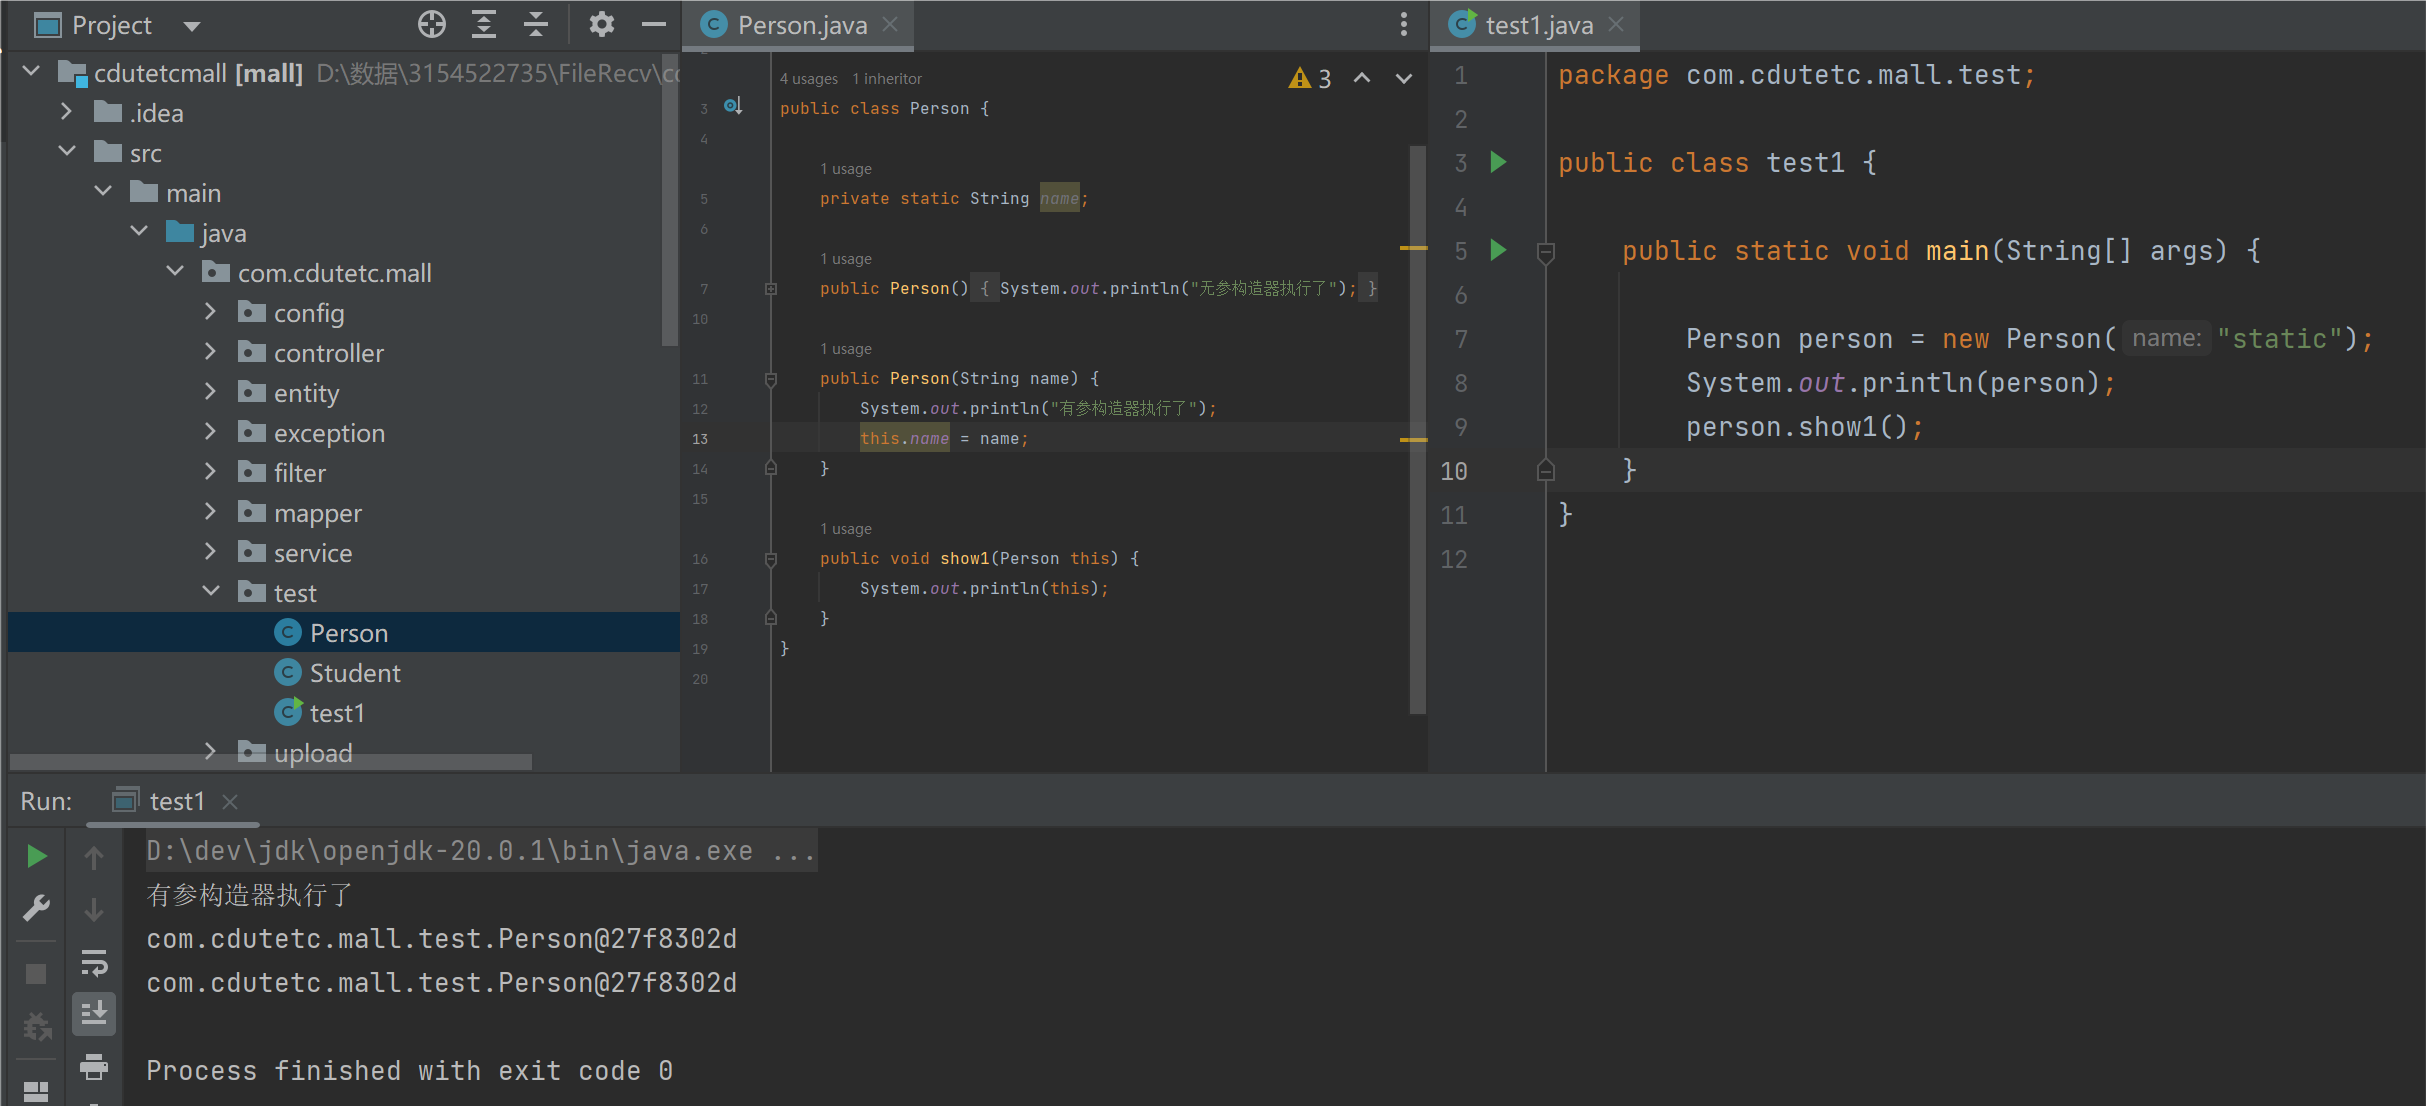 Project
cdutetcmall [mall] D:\数据\3154522735\FileRecv\
.idea
src
main
java
com.cdutetc.mall
config
controller
entity
exception
filter
mapper
service
test
Person
Student
test1
upload
Person.java
4 usages 1 inheritor
3
3 public class Person {
4
1 usage
5 private static String name;
6
1 usage
7 public Person() { System.out.println("无参构造器执行了"); }
10
1 usage
11 public Person(String name) {
12 System.out.println("有参构造器执行了");
13 this.name = name;
14 }
15
1 usage
16 public void show1(Person this) {
17 System.out.println(this);
18 }
19 }
20
test1.java
1 package com.cdutetc.mall.test;
2
3 public class test1 {
4
5 public static void main(String[] args) {
6
7 Person person = new Person( name: "static");
8 System.out.println(person);
9 person.show1();
10 }
11 }
12
Run: test1
D:\dev\jdk\openjdk-20.0.1\bin\java.exe ...
有参构造器执行了
com.cdutetc.mall.test.Person@27f8302d
com.cdutetc.mall.test.Person@27f8302d
Process finished with exit code 0